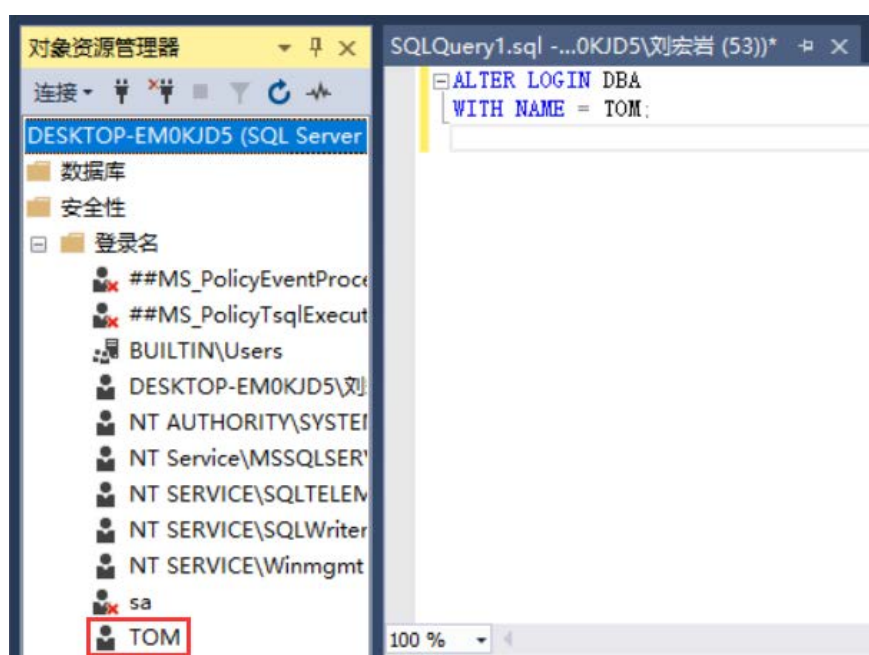 对象资源管理器
连接
DESKTOP-EM0KJD5 (SQL Server
数据库
安全性
登录名
##MS_PolicyEventProce
##MS_PolicyTsqlExecut
BUILTIN\Users
DESKTOP-EM0KJD5\刘
NT AUTHORITY\SYSTEM
NT Service\MSSQLSER
NT SERVICE\SQLTELEM
NT SERVICE\SQLWriter
NT SERVICE\Winmgmt
sa
TOM
SQLQuery1.sql -...0KJD5\刘宏岩 (53))*
ALTER LOGIN DBA
WITH NAME = TOM;
100 %